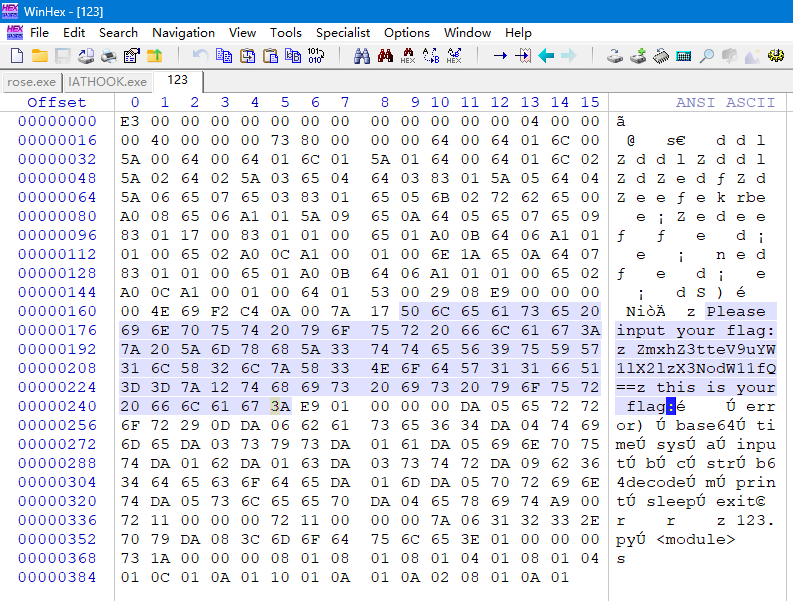 WinHex - [123]
File Edit Search Navigation View Tools Specialist Options Window Help
rose.exe IATHOOK.exe 123
Offset 0 1 2 3 4 5 6 7 8 9 10 11 12 13 14 15 ANSI ASCII
00000000 E3 00 00 00 00 00 00 00 00 00 00 00 00 04 00 00 ã
00000016 00 40 00 00 00 73 80 00 00 00 64 00 64 01 6C 00 @ s€ d d l
00000032 5A 00 64 00 64 01 6C 01 5A 01 64 00 64 01 6C 02 Z d d l Z d d l
00000048 5A 02 64 02 5A 03 65 04 64 03 83 01 5A 05 64 04 Z d Z e d ƒ Z d
00000064 5A 06 65 07 65 03 83 01 65 05 6B 02 72 62 65 00 Z e e ƒ e k rbe
00000080 A0 08 65 06 A1 01 5A 09 65 0A 64 05 65 07 65 09 e ¡ Z e d e e
00000096 83 01 17 00 83 01 01 00 65 01 A0 0B 64 06 A1 01 ƒ ƒ e d ¡
00000112 01 00 65 02 A0 0C A1 00 01 00 6E 1A 65 0A 64 07 e ¡ n e d
00000128 83 01 01 00 65 01 A0 0B 64 06 A1 01 01 00 65 02 ƒ e d ¡ e
00000144 A0 0C A1 00 01 00 64 01 53 00 29 08 E9 00 00 00 ¡ d S ) é
00000160 00 4E 69 F2 C4 0A 00 7A 17 50 6C 65 61 73 65 20 NiòÄ z Please
00000176 69 6E 70 75 74 20 79 6F 75 72 20 66 6C 61 67 3A input your flag:
00000192 7A 20 5A 6D 78 68 5A 33 74 74 65 56 39 75 59 57 z ZmxhZ3tteV9uYW
00000208 31 6C 58 32 6C 7A 58 33 4E 6F 64 57 31 31 66 51 1lX2lzX3NodW11fQ
00000224 3D 3D 7A 12 74 68 69 73 20 69 73 20 79 6F 75 72 ==z this is your
00000240 20 66 6C 61 67 3A E9 01 00 00 00 DA 05 65 72 72 flag:é Ú err
00000256 6F 72 29 0D DA 06 62 61 73 65 36 34 DA 04 74 69 or) Ú base64Ú ti
00000272 6D 65 DA 03 73 79 73 DA 01 61 DA 05 69 6E 70 75 meÚ sysÚ aÚ inpu
00000288 74 DA 01 62 DA 01 63 DA 03 73 74 72 DA 09 62 36 tÚ bÚ cÚ strÚ b6
00000304 34 64 65 63 6F 64 65 DA 01 6D DA 05 70 72 69 6E 4decodeÚ mÚ prin
00000320 74 DA 05 73 6C 65 65 70 DA 04 65 78 69 74 A9 00 tÚ sleepÚ exit©
00000336 72 11 00 00 00 72 11 00 00 00 7A 06 31 32 33 2E r r z 123.
00000352 70 79 DA 08 3C 6D 6F 64 75 6C 65 3E 01 00 00 00 pyÚ <module>
00000368 73 1A 00 00 00 08 01 08 01 08 01 04 01 08 01 04 s
00000384 01 0C 01 0A 01 10 01 0A 01 0A 02 08 01 0A 01